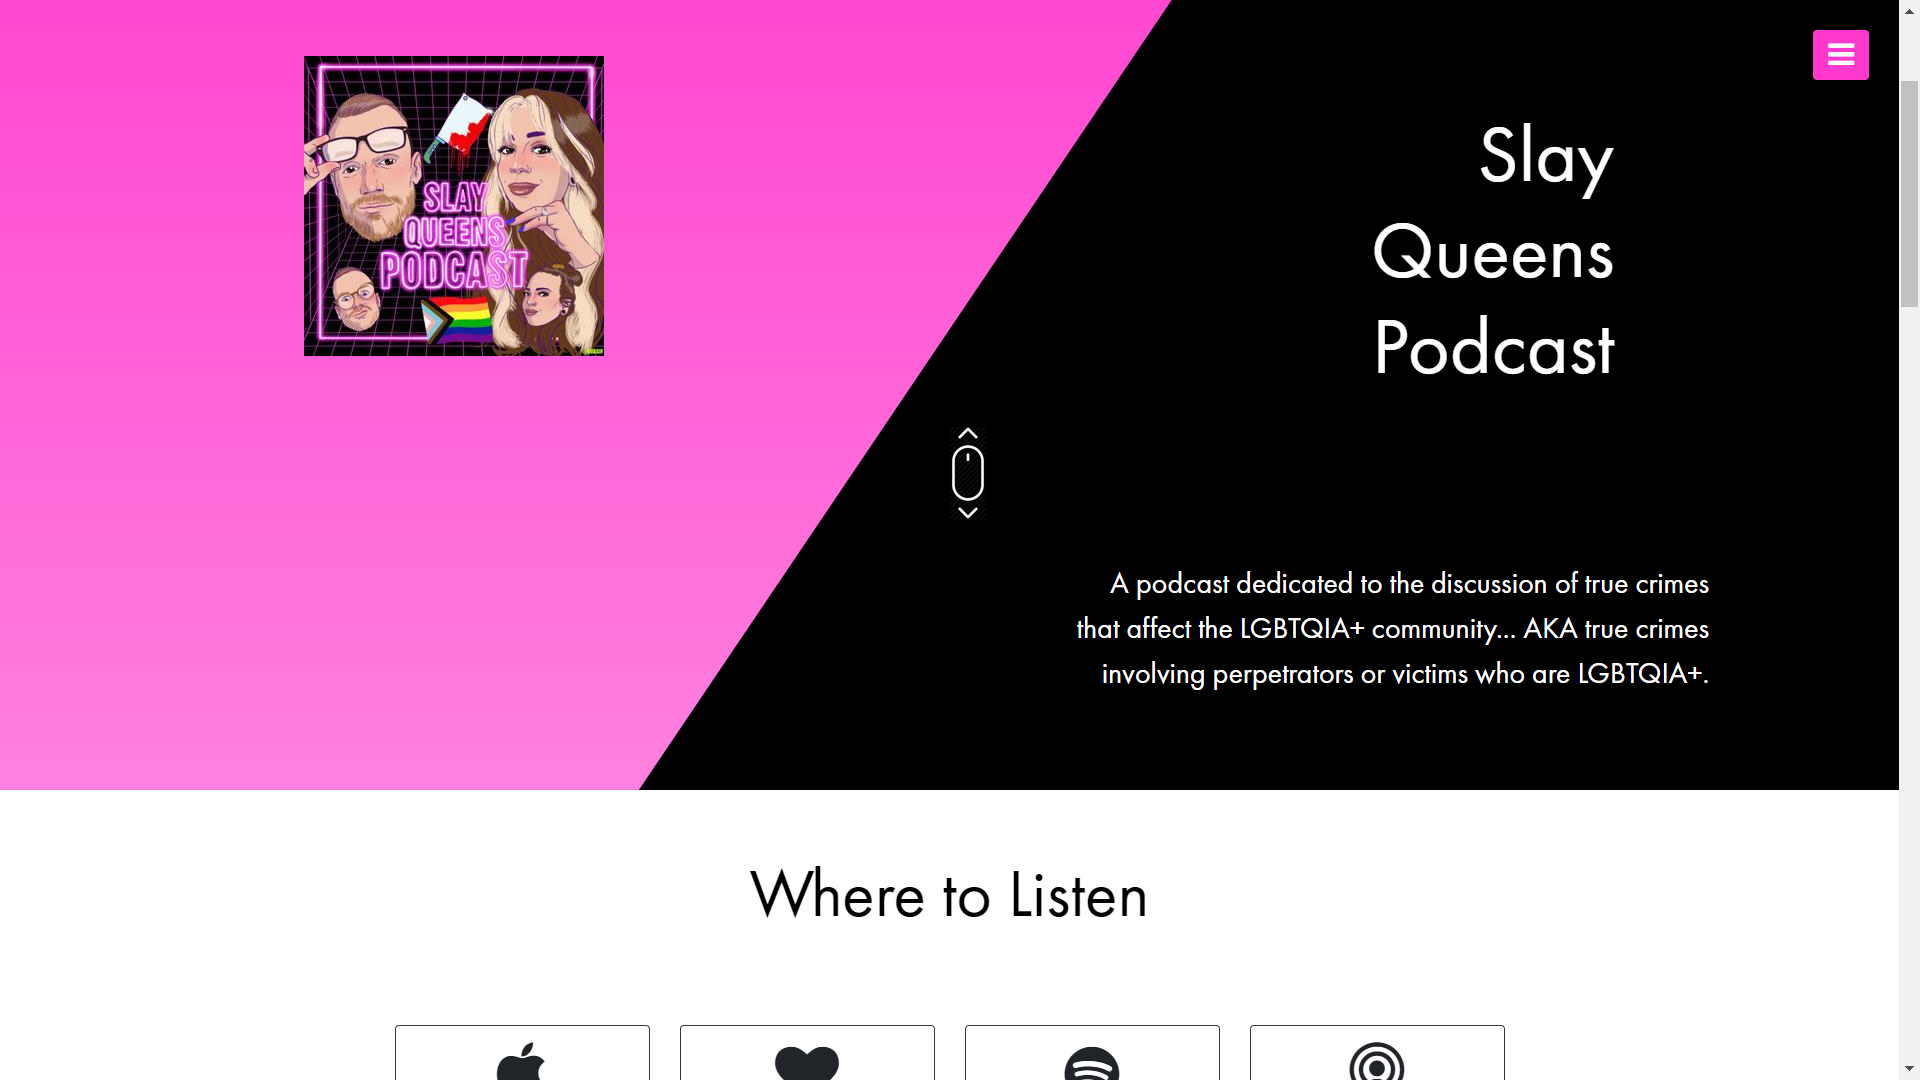 SLAY
QUEENS
PODCAST
Slay
Queens
Podcast
A podcast dedicated to the discussion of true crimes
that affect the LGBTQIA+ community... AKA true crimes
involving perpetrators or victims who are LGBTQIA+.
Where to Listen